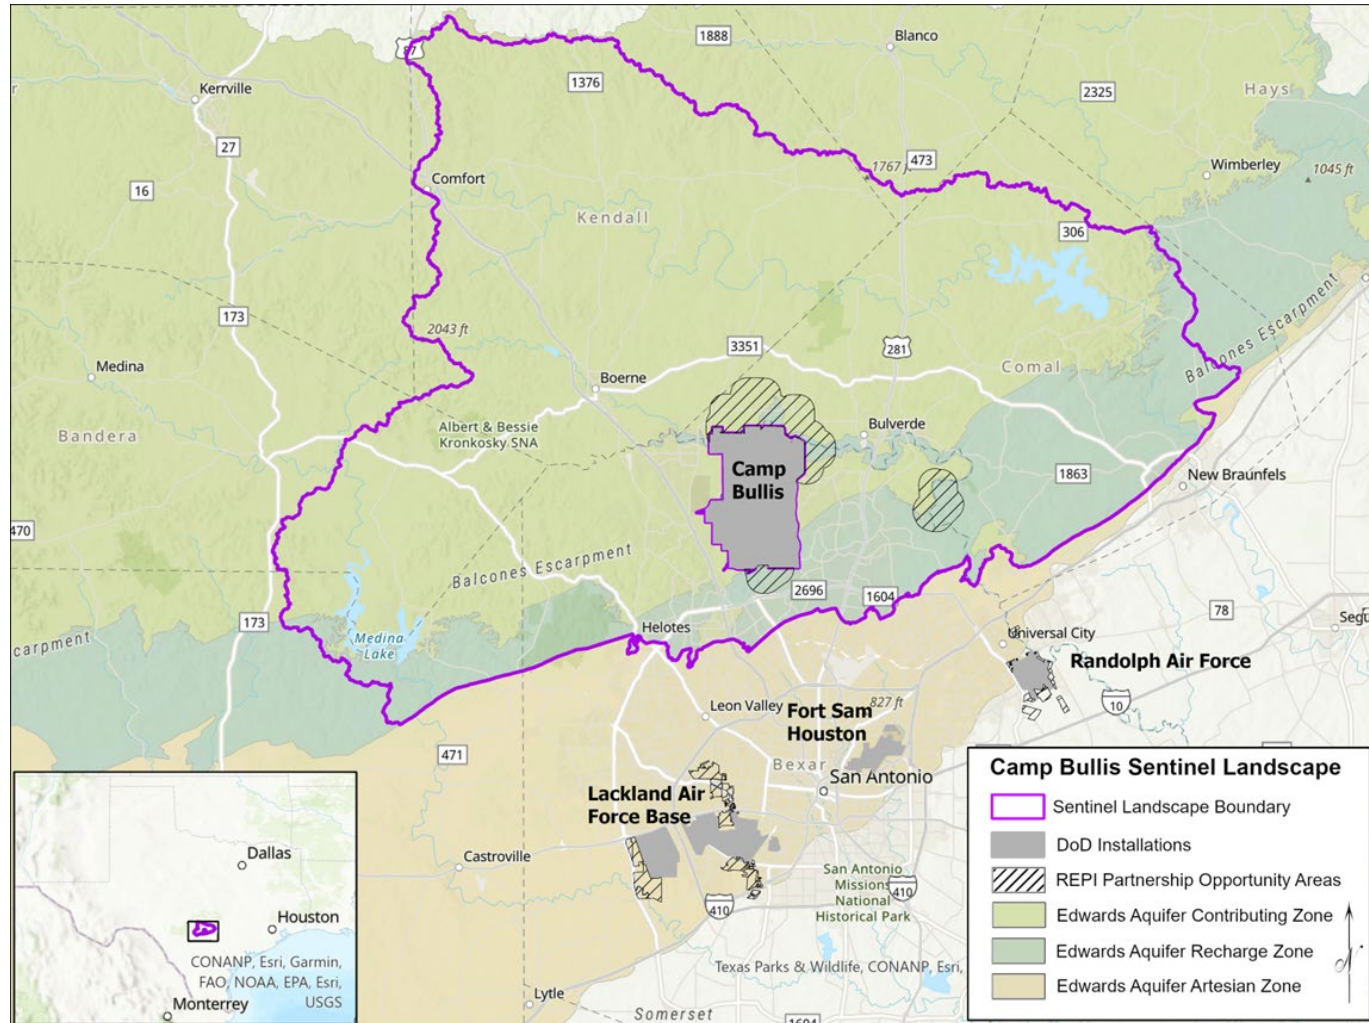 87
1888
Blanco
1376
Kerrville
2325
Hays
27
1767 ft
473
Wimberley
1045 ft
16
Comfort
Kendall
306
173
2043 ft
3351
281
Balcones Escarpment
Medina
Boerne
Comal
Bandera
Albert & Bessie
Kronkosky SNA
Bulverde
Camp
Bullis
1863
New Braunfels
470
Balcones Escarpment
2696
1604
173
78
Helotes
Medina
Lake
carpment
Universal City
Randolph Air Force
10
Leon Valley
Fort Sam
Houston
827 ft
471
Bexar
San Antonio
Lackland Air
Force Base
Castroville
San Antonio
Missions
National
Historical Park
410
410
Texas Parks & Wildlife, CONANP, Esri,
Lytle
Somerset
1604
Dallas
Houston
CONANP, Esri, Garmin,
FAO, NOAA, EPA, Esri,
USGS
Monterrey
Camp Bullis Sentinel Landscape
Sentinel Landscape Boundary
DoD Installations
REPI Partnership Opportunity Areas
Edwards Aquifer Contributing Zone
Edwards Aquifer Recharge Zone
Edwards Aquifer Artesian Zone
N